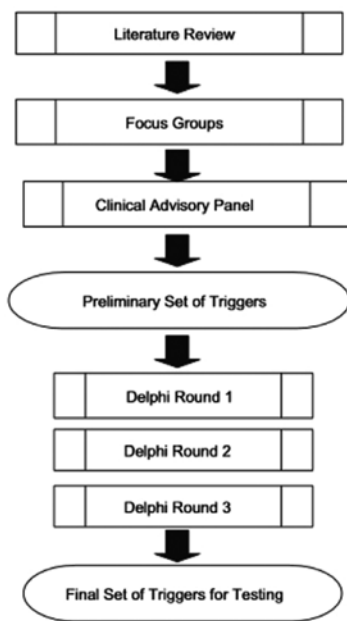 Literature Review
Focus Groups
Clinical Advisory Panel
Preliminary Set of Triggers
Delphi Round 1
Delphi Round 2
Delphi Round 3
Final Set of Triggers for Testing